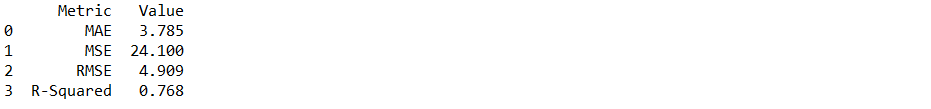 Metric Value
0 MAE 3.785
1 MSE 24.100
2 RMSE 4.909
3 R-Squared 0.768